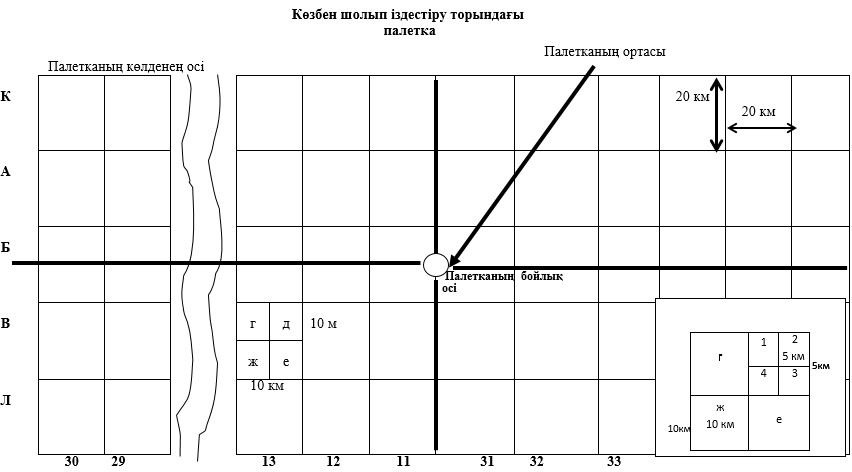 Көзбен шолып іздестіру торындағы
палетка
Палетканың ортасы
Палетканың көлденең осі
К
20 км
20 км
А
Б
Палетканың бойлық
осі
В
г д 10 м
ж е
10 км
1 2
г 5 км 5км
4 3
ж
10км 10 км е
Л
30 29 13 12 11 31 32 33